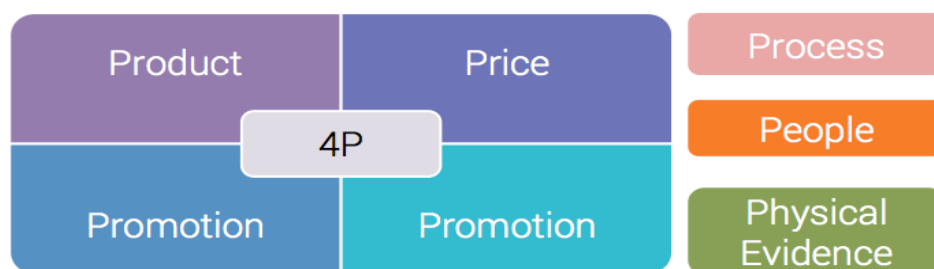 Product
Price
4P
Promotion
Promotion
Process
People
Physical
Evidence